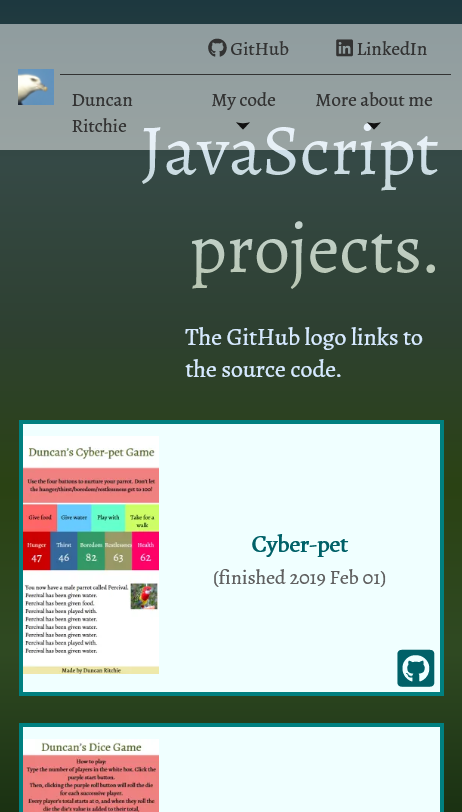 GitHub
LinkedIn
Duncan
Ritchie
My code
More about me
JavaScript
projects.
The GitHub logo links to
the source code.
Duncan's Cyber-pet Game
Use the four buttons to nurture your parrot. Don't let
the hunger/thirst/boredom/restlessness get to 100!
Give food
Give water
Play with
Take for a
walk
Hunger
Thirst
Boredom
Restlessness
Health
47
46
82
63
62
You now have a male parrot called Percival.
Percival has been given water.
Percival has been given food.
Percival has been played with.
Percival has been given water.
Percival has been given water.
Percival has been given water.
Percival has been played with.
Percival has been given water.
Made by Duncan Ritchie
Cyber-pet
(finished 2019 Feb 01)
Duncan's Dice Game
How to play:
Type the number of players in the white box. Click the
purple start button.
Then, clicking the purple roll button will roll the die
for each successive player.
Every player's total starts at 0, and when they roll the
die the die's value is added to their total,